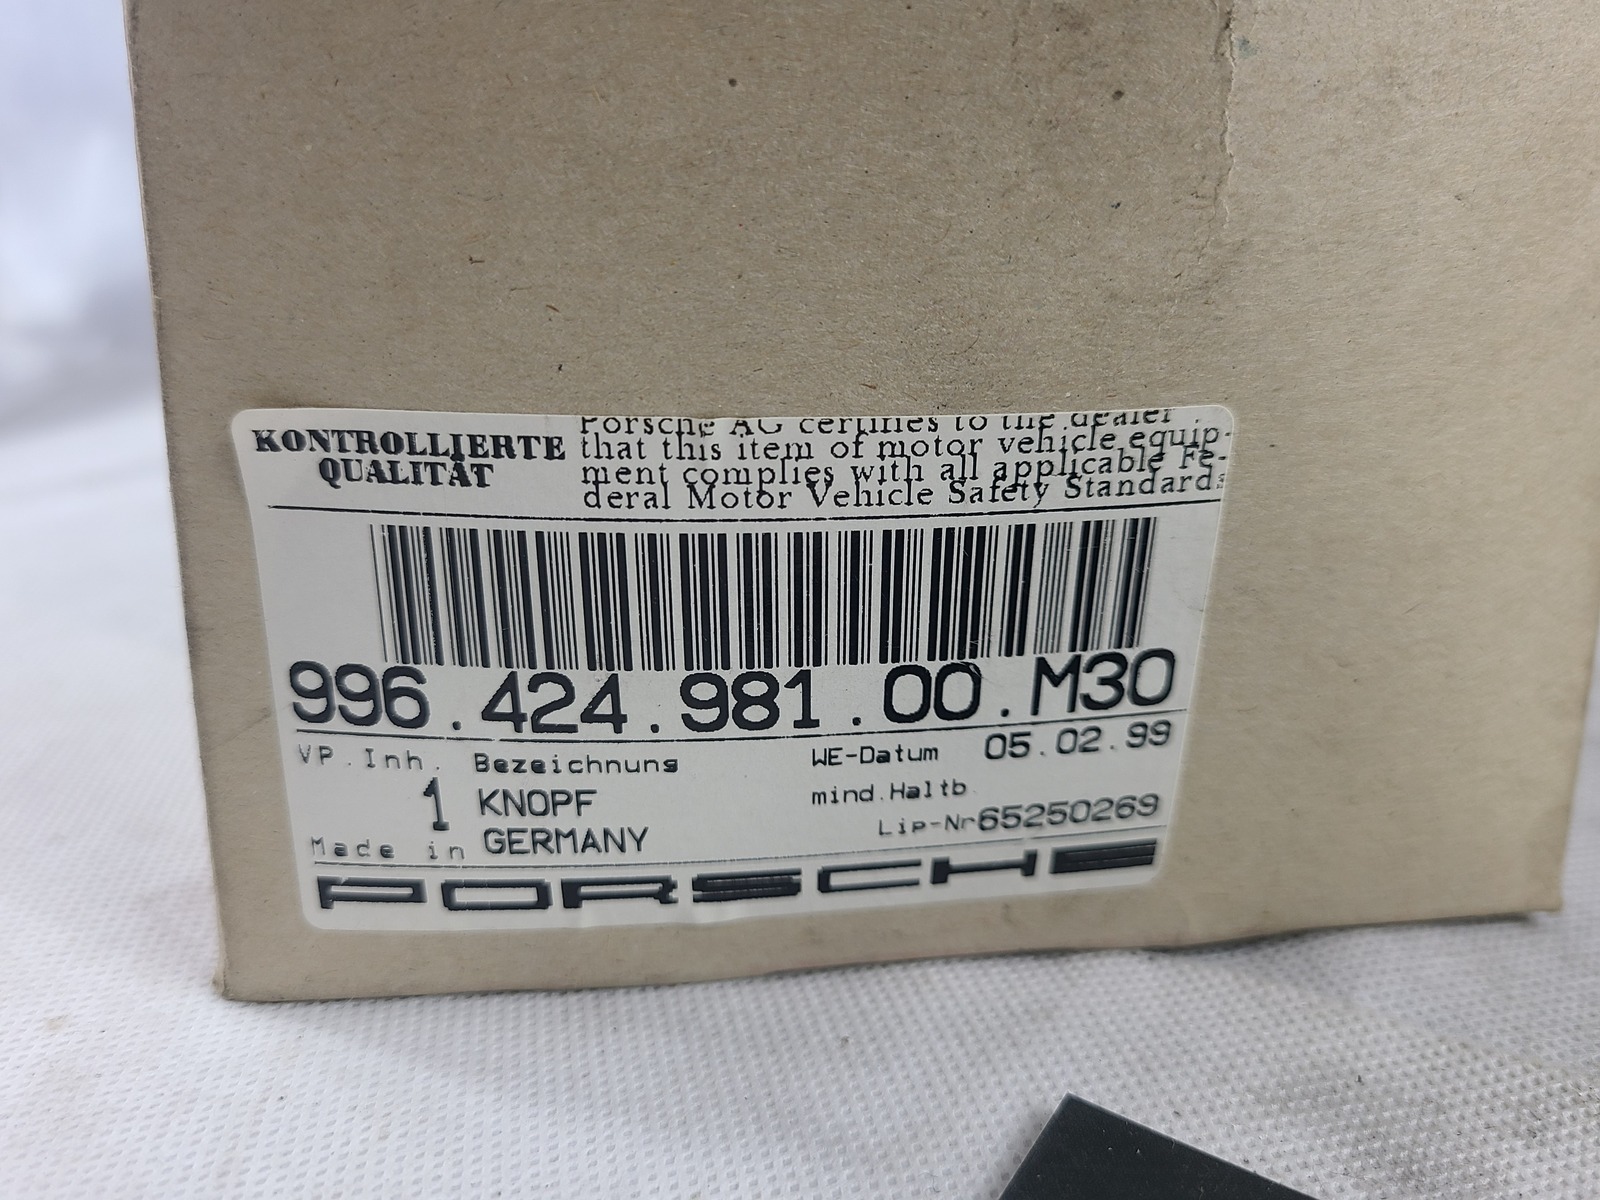 KONTROLLIERTE
QUALITÄT
Porsche AG certifies to the dealer
that this item of motor vehicle equip-
ment complies with all applicable Fe-
deral Motor Vehicle Safety Standards
996.424.981.00.M30
VP.Inh. Bezeichnung WE-Datum 05.02.99
1 KNOPF mind.Haltb
Lip-Nr65250269
Made in GERMANY
PORSCHE